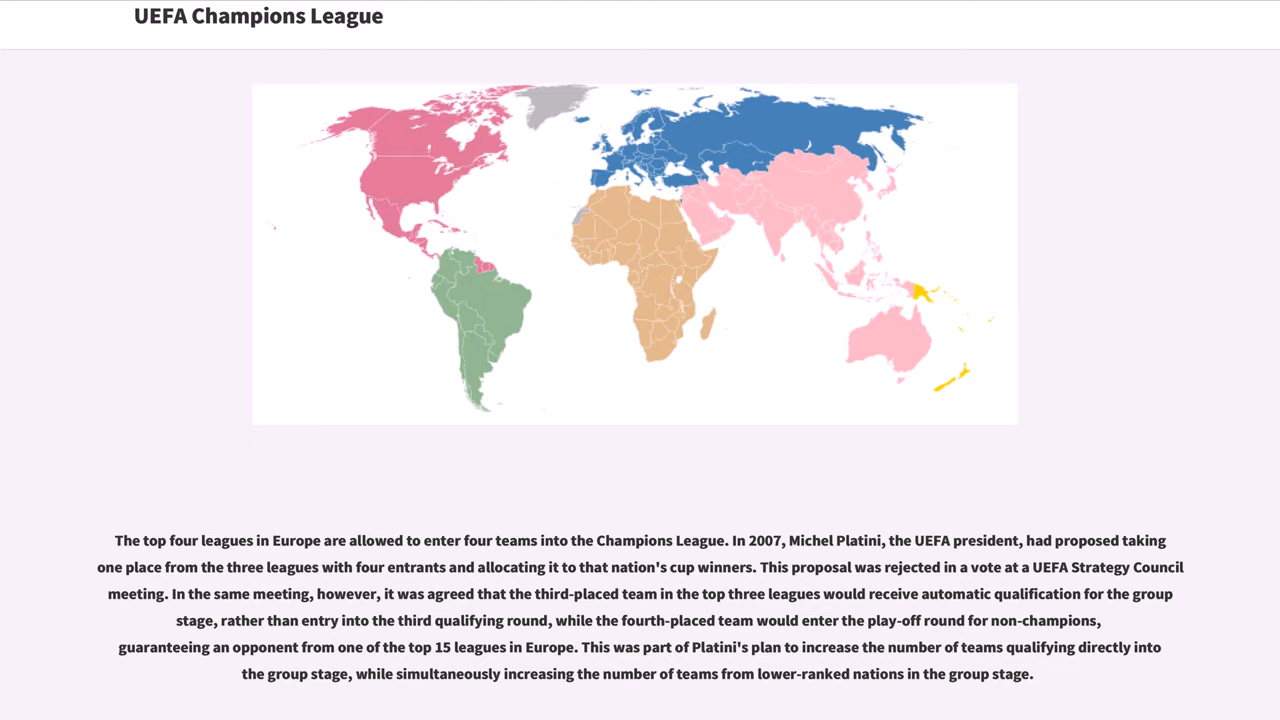 UEFA Champions League
The top four leagues in Europe are allowed to enter four teams into the Champions League. In 2007, Michel Platini, the UEFA president, had proposed taking
one place from the three leagues with four entrants and allocating it to that nation's cup winners. This proposal was rejected in a vote at a UEFA Strategy Council
meeting. In the same meeting, however, it was agreed that the third-placed team in the top three leagues would receive automatic qualification for the group
stage, rather than entry into the third qualifying round, while the fourth-placed team would enter the play-off round for non-champions,
guaranteeing an opponent from one of the top 15 leagues in Europe. This was part of Platini's plan to increase the number of teams qualifying directly into
the group stage, while simultaneously increasing the number of teams from lower-ranked nations in the group stage.